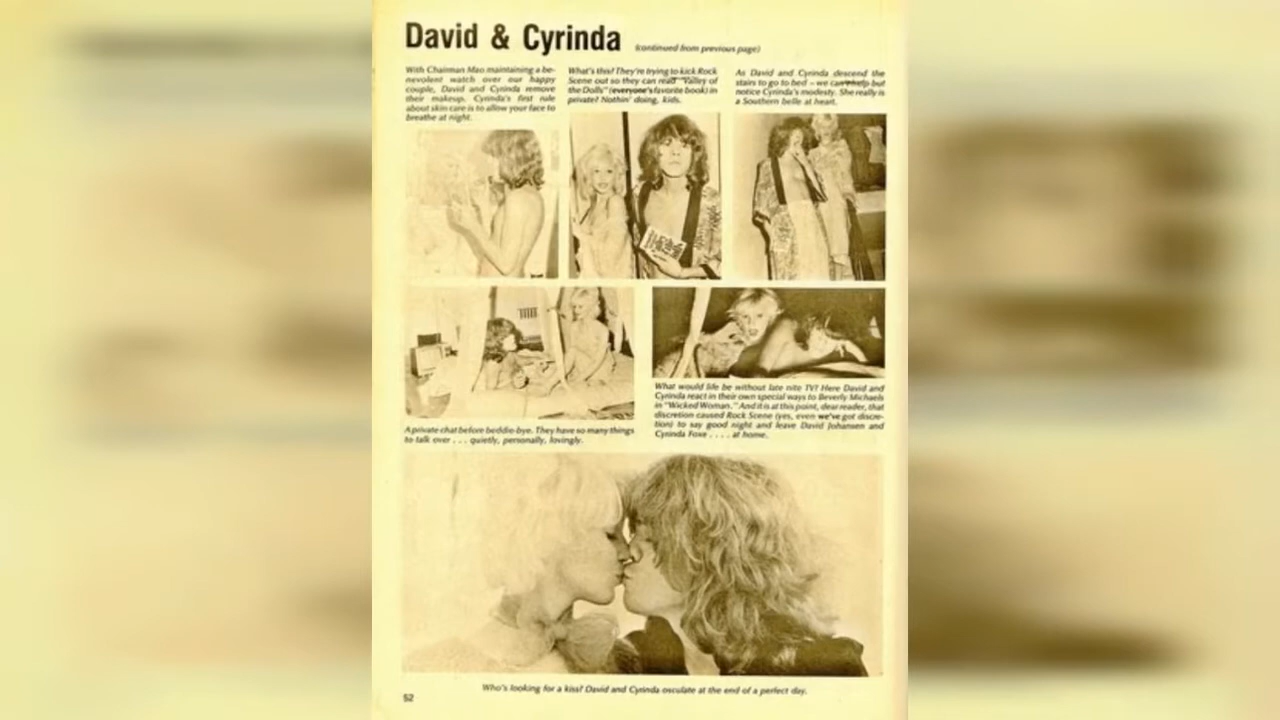 David & Cyrinda
(continued from previous page)
With Chairman Mao maintaining a be-
nevolent watch over our happy
couple, David and Cyrinda remove
their makeup. Cyrinda's first rule
about skin care is to allow your face to
breathe at night.
What's this? They're trying to kick Rock
Scene out so they can read "Valley of
the Dolls" (everyone's favorite book) in
private? Nothin' doing, kids.
As David and Cyrinda descend the
stairs to go to bed – we can't help but
notice Cyrinda's modesty. She really is
a Southern belle at heart.
A private chat before beddie-bye. They have so many things
to talk over . . . quietly, personally, lovingly.
What would life be without late nite TV? Here David and
Cyrinda react in their own special ways to Beverly Michaels
in "Wicked Woman." And it is at this point, dear reader, that
discretion caused Rock Scene (yes, even we've got discre-
tion) to say good night and leave David Johansen and
Cyrinda Foxe . . . . at home.
Who's looking for a kiss? David and Cyrinda osculate at the end of a perfect day.
52